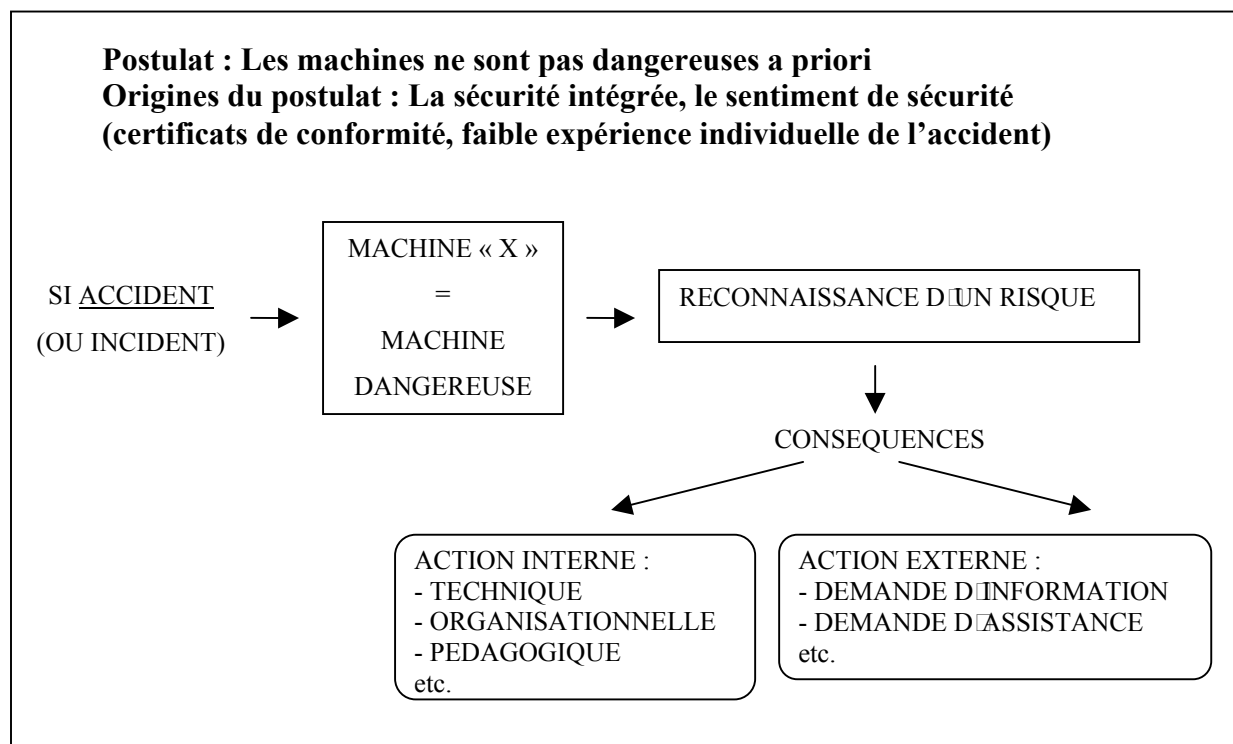 Postulat : Les machines ne sont pas dangereuses a priori
Origines du postulat : La sécurité intégrée, le sentiment de sécurité
(certificats de conformité, faible expérience individuelle de l’accident)
SI ACCIDENT
(OU INCIDENT)
MACHINE « X »
=
MACHINE
DANGEREUSE
RECONNAISSANCE D□UN RISQUE
CONSEQUENCES
ACTION INTERNE :
- TECHNIQUE
- ORGANISATIONNELLE
- PEDAGOGIQUE
etc.
ACTION EXTERNE :
- DEMANDE D□INFORMATION
- DEMANDE D□ASSISTANCE
etc.